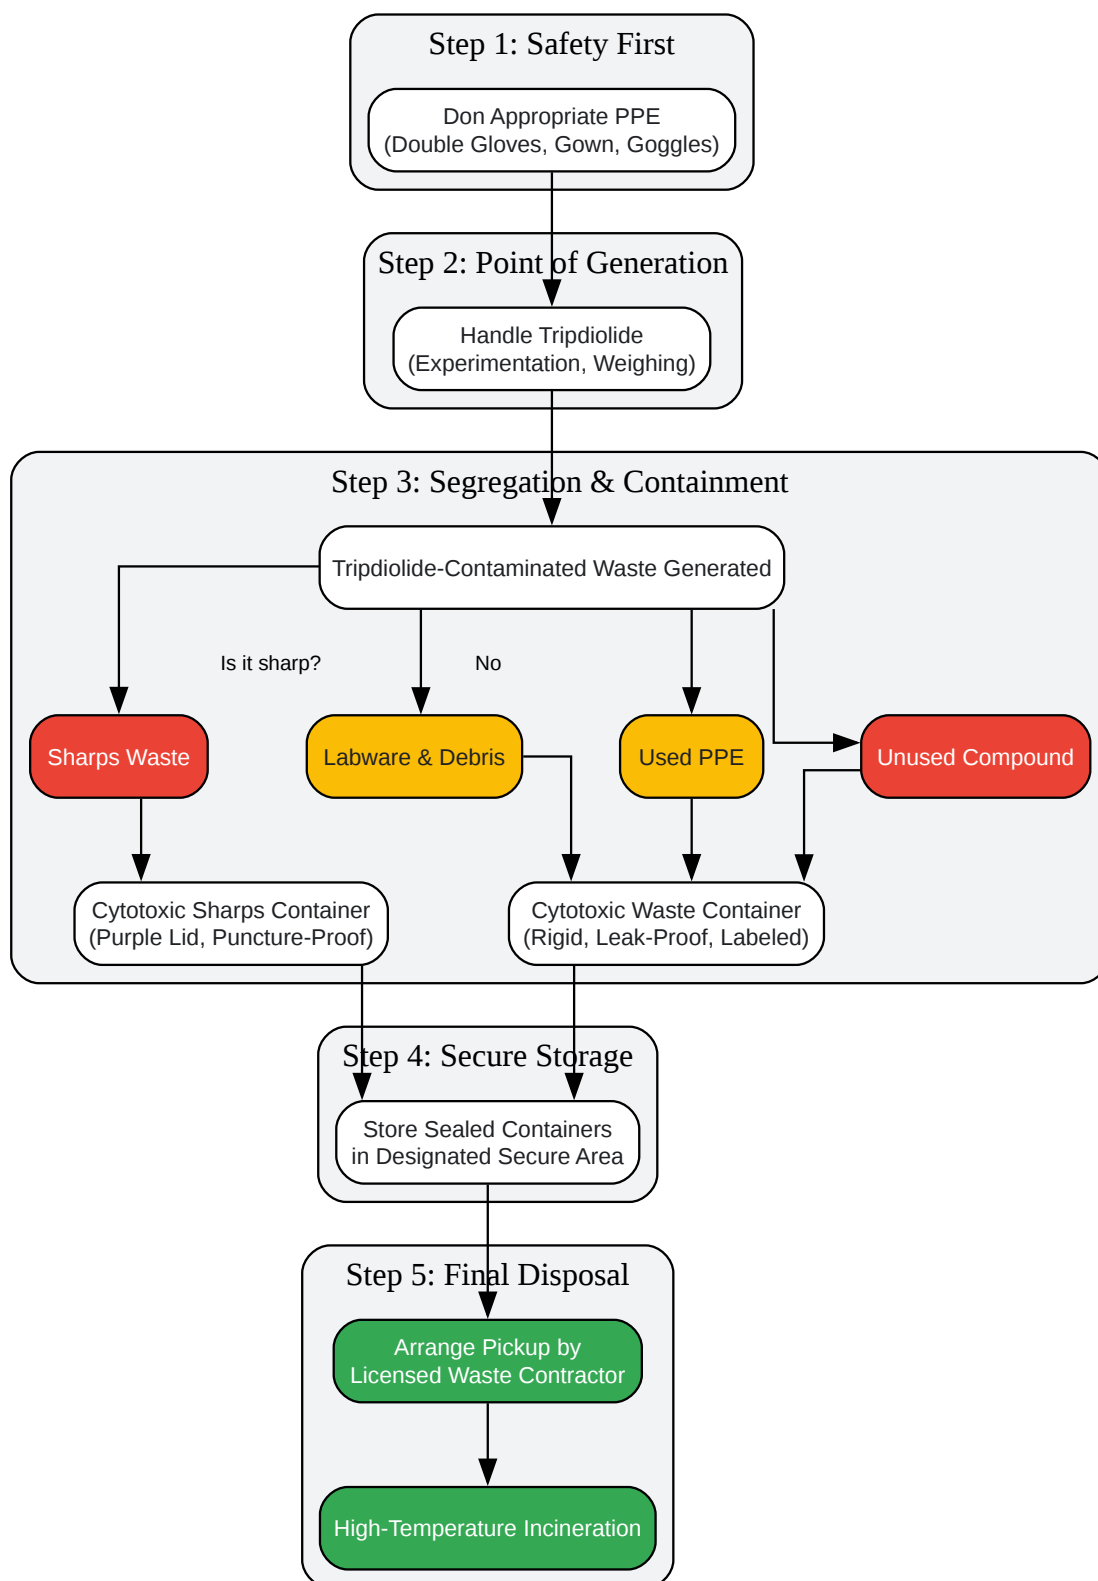 Step 1: Safety First
Don Appropriate PPE
(Double Gloves, Gown, Goggles)
Step 2: Point of Generation
Handle Tripdiolide
(Experimentation, Weighing)
Step 3: Segregation & Containment
Tripdiolide-Contaminated Waste Generated
Is it sharp?
No
Sharps Waste
Labware & Debris
Used PPE
Unused Compound
Cytotoxic Sharps Container
(Purple Lid, Puncture-Proof)
Cytotoxic Waste Container
(Rigid, Leak-Proof, Labeled)
Step 4: Secure Storage
Store Sealed Containers
in Designated Secure Area
Step 5: Final Disposal
Arrange Pickup by
Licensed Waste Contractor
High-Temperature Incineration